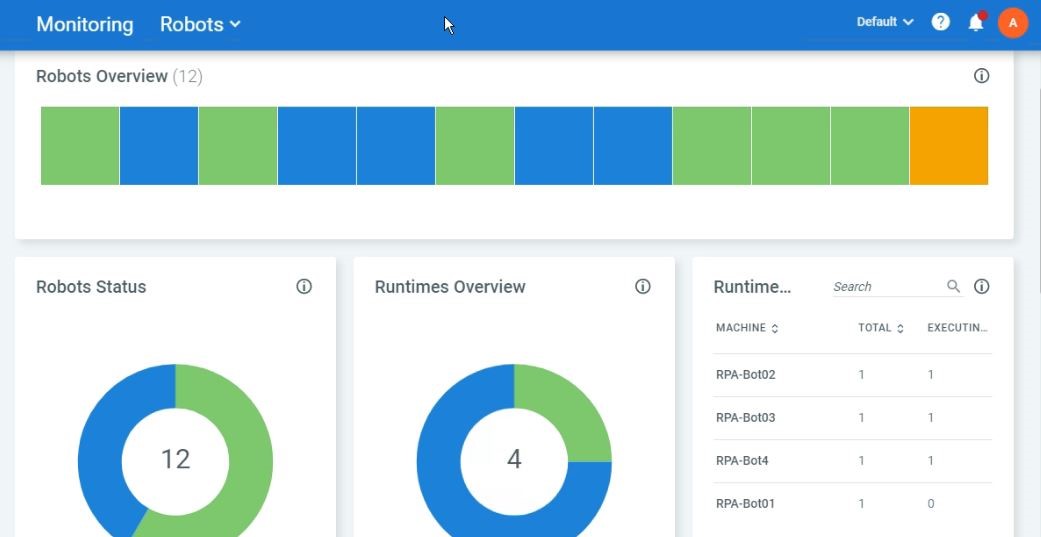 Monitoring Robots Default ? A
Robots Overview (12)
Robots Status
12
Runtimes Overview
4
Runtime... Search
MACHINE TOTAL EXECUTIN...
RPA-Bot02 1 1
RPA-Bot03 1 1
RPA-Bot4 1 1
RPA-Bot01 1 0